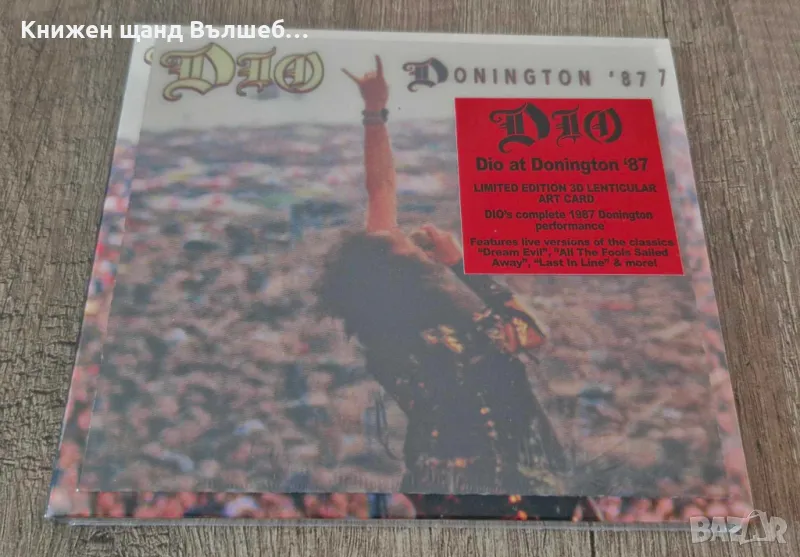 Книжен щанд Вълшеб...
DIO DONINGTON '87 7
DIO
Dio at Donington '87
LIMITED EDITION 3D LENTICULAR
ART CARD
DIO's complete 1987 Donington
performance
Features live versions of the classics
"Dream Evil", "All The Fools Sailed
Away", "Last In Line" & more!
BAZAR